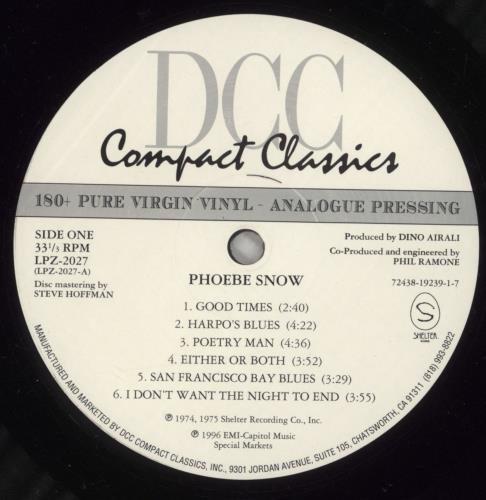 DCC
Compact Classics
180+ PURE VIRGIN VINYL - ANALOGUE PRESSING
SIDE ONE
33 1/3 RPM
LPZ-2027
(LPZ-2027-A)
Disc mastering by
STEVE HOFFMAN
Produced by DINO AIRALI
Co-Produced and engineered by
PHIL RAMONE
72438-19239-1-7
S
SHELTER
PHOEBE SNOW
1. GOOD TIMES (2:40)
2. HARPO'S BLUES (4:22)
3. POETRY MAN (4:36)
4. EITHER OR BOTH (3:52)
5. SAN FRANCISCO BAY BLUES (3:29)
6. I DON'T WANT THE NIGHT TO END (3:55)
℗ 1974, 1975 Shelter Recording Co., Inc.
℗ 1996 EMI-Capitol Music
Special Markets
MANUFACTURED AND MARKETED BY DCC COMPACT CLASSICS, INC., 9301 JORDAN AVENUE, SUITE 105, CHATSWORTH, CA 91311 (818) 993-8822